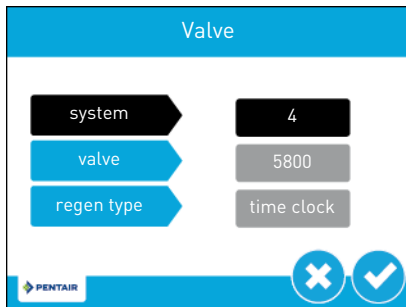 Valve
system 4
valve 5800
regen type time clock
PENTAIR